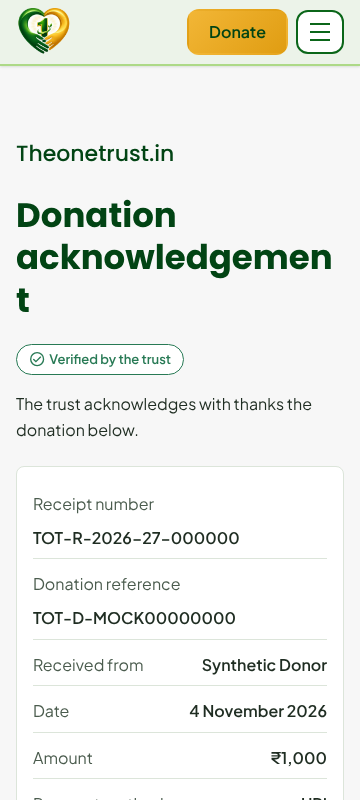 Donate
Theonetrust.in
Donation
acknowledgemen
t
Verified by the trust
The trust acknowledges with thanks the
donation below.
Receipt number
TOT-R-2026-27-000000
Donation reference
TOT-D-MOCK00000000
Received from Synthetic Donor
Date 4 November 2026
Amount ₹1,000